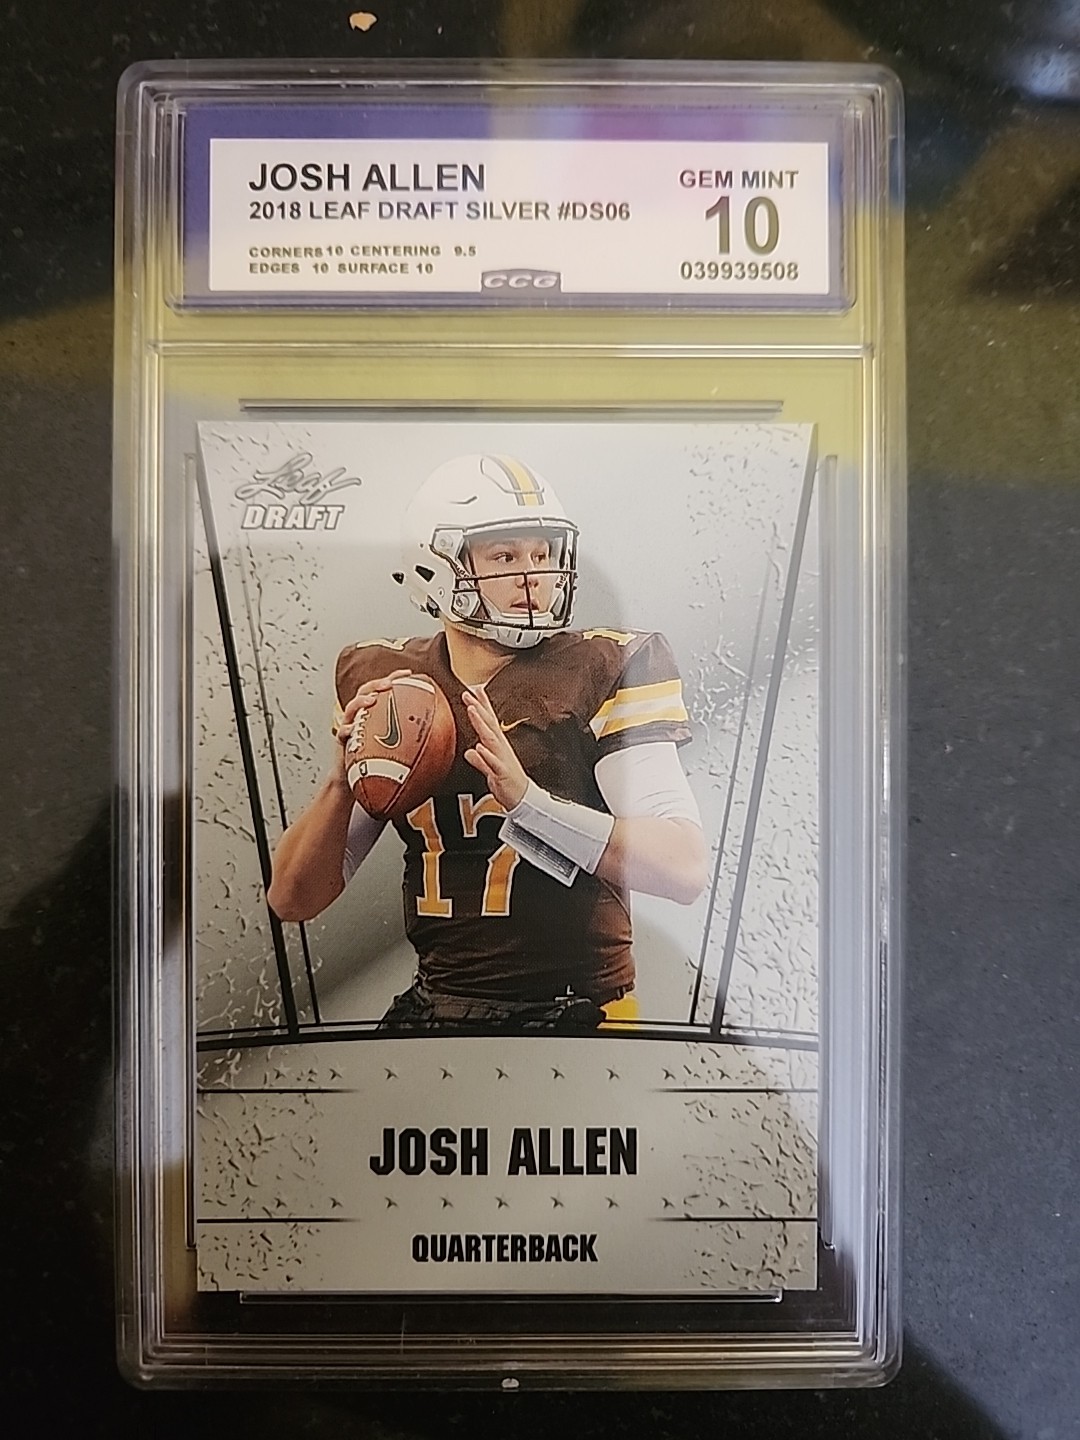 JOSH ALLEN
2018 LEAF DRAFT SILVER #DS06
CORNERS 10 CENTERING 9.5
EDGES 10 SURFACE 10
GEM MINT
10
039939508
CCG
Leaf
DRAFT
17
17
JOSH ALLEN
QUARTERBACK